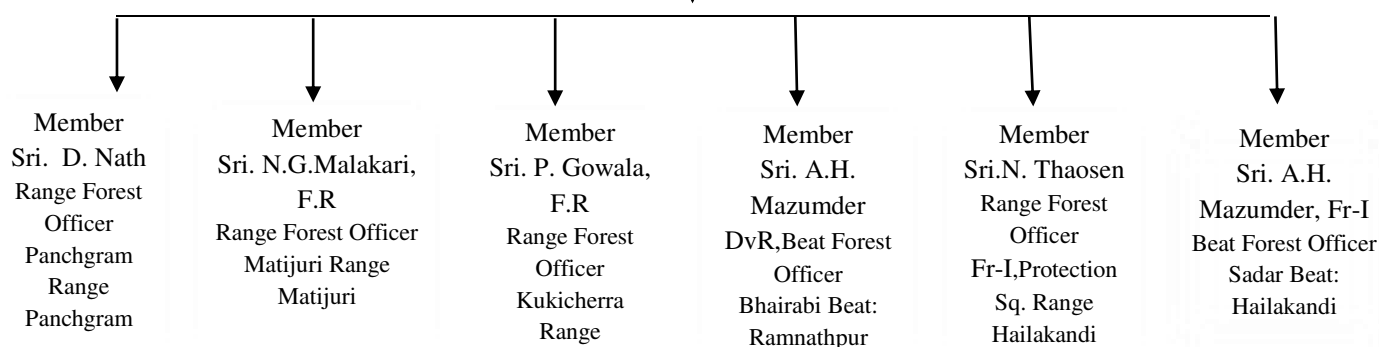 Member
Sri. D. Nath
Range Forest
Officer
Panchgram
Range
Panchgram
Member
Sri. N.G.Malakari,
F.R
Range Forest Officer
Matijuri Range
Matijuri
Member
Sri. P. Gowala,
F.R
Range Forest
Officer
Kukicherra
Range
Member
Sri. A.H.
Mazumder
DvR,Beat Forest
Officer
Bhairabi Beat:
Ramnathpur
Member
Sri.N. Thaosen
Range Forest
Officer
Fr-I,Protection
Sq. Range
Hailakandi
Member
Sri. A.H.
Mazumder, Fr-I
Beat Forest Officer
Sadar Beat:
Hailakandi